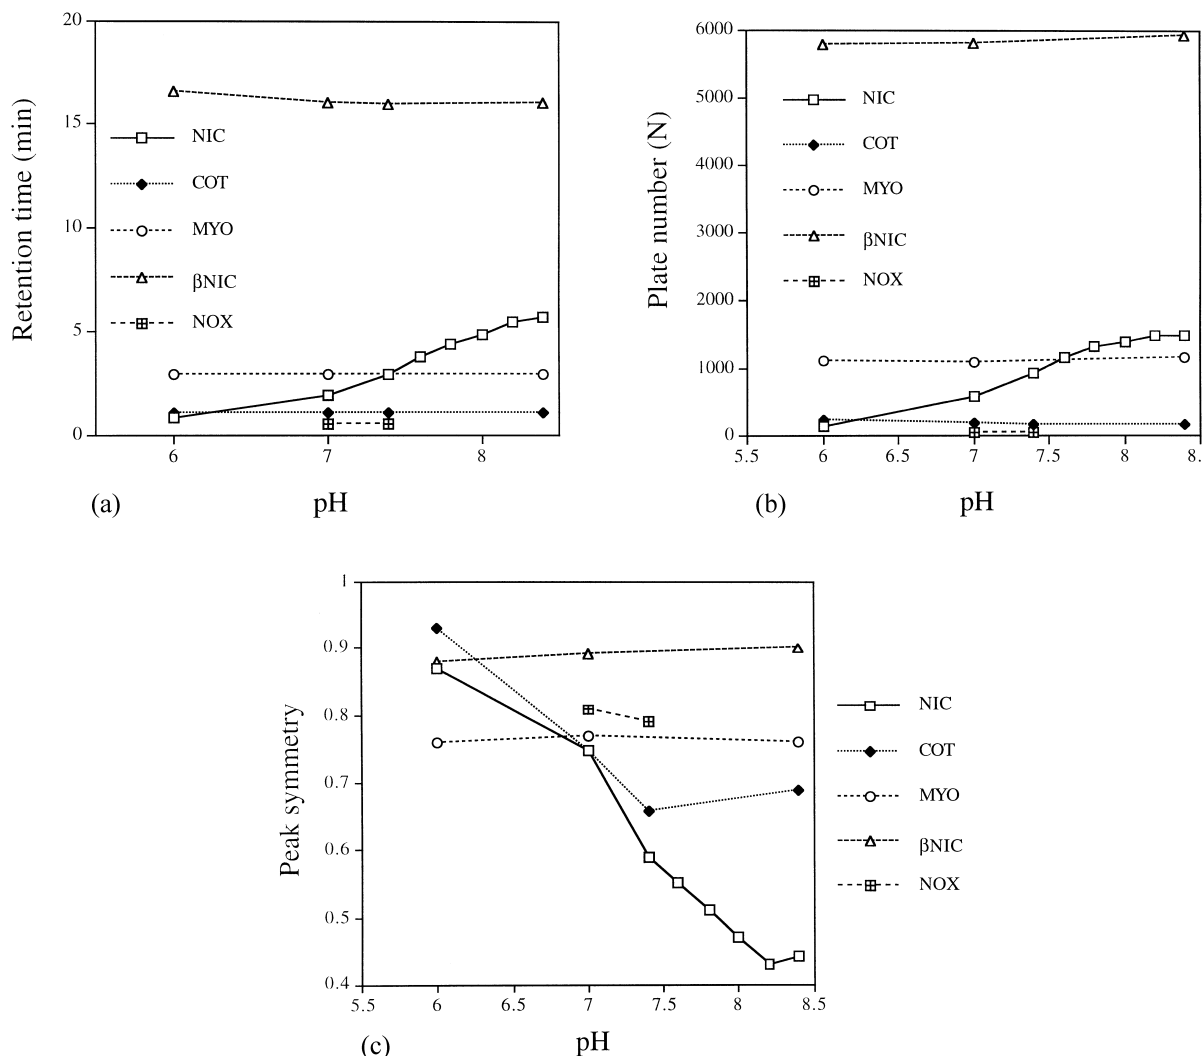 20
15
10
5
0
Retention time (min)
NIC
COT
MYO
βNIC
NOX
6 7 8
(a) pH
6000
5000
4000
3000
2000
1000
0
Plate number (N)
NIC
COT
MYO
βNIC
NOX
5.5 6 6.5 7 7.5 8 8.
(b) pH
1
0.9
0.8
0.7
0.6
0.5
0.4
Peak symmetry
5.5 6 6.5 7 7.5 8 8.5
(c) pH
NIC
COT
MYO
βNIC
NOX